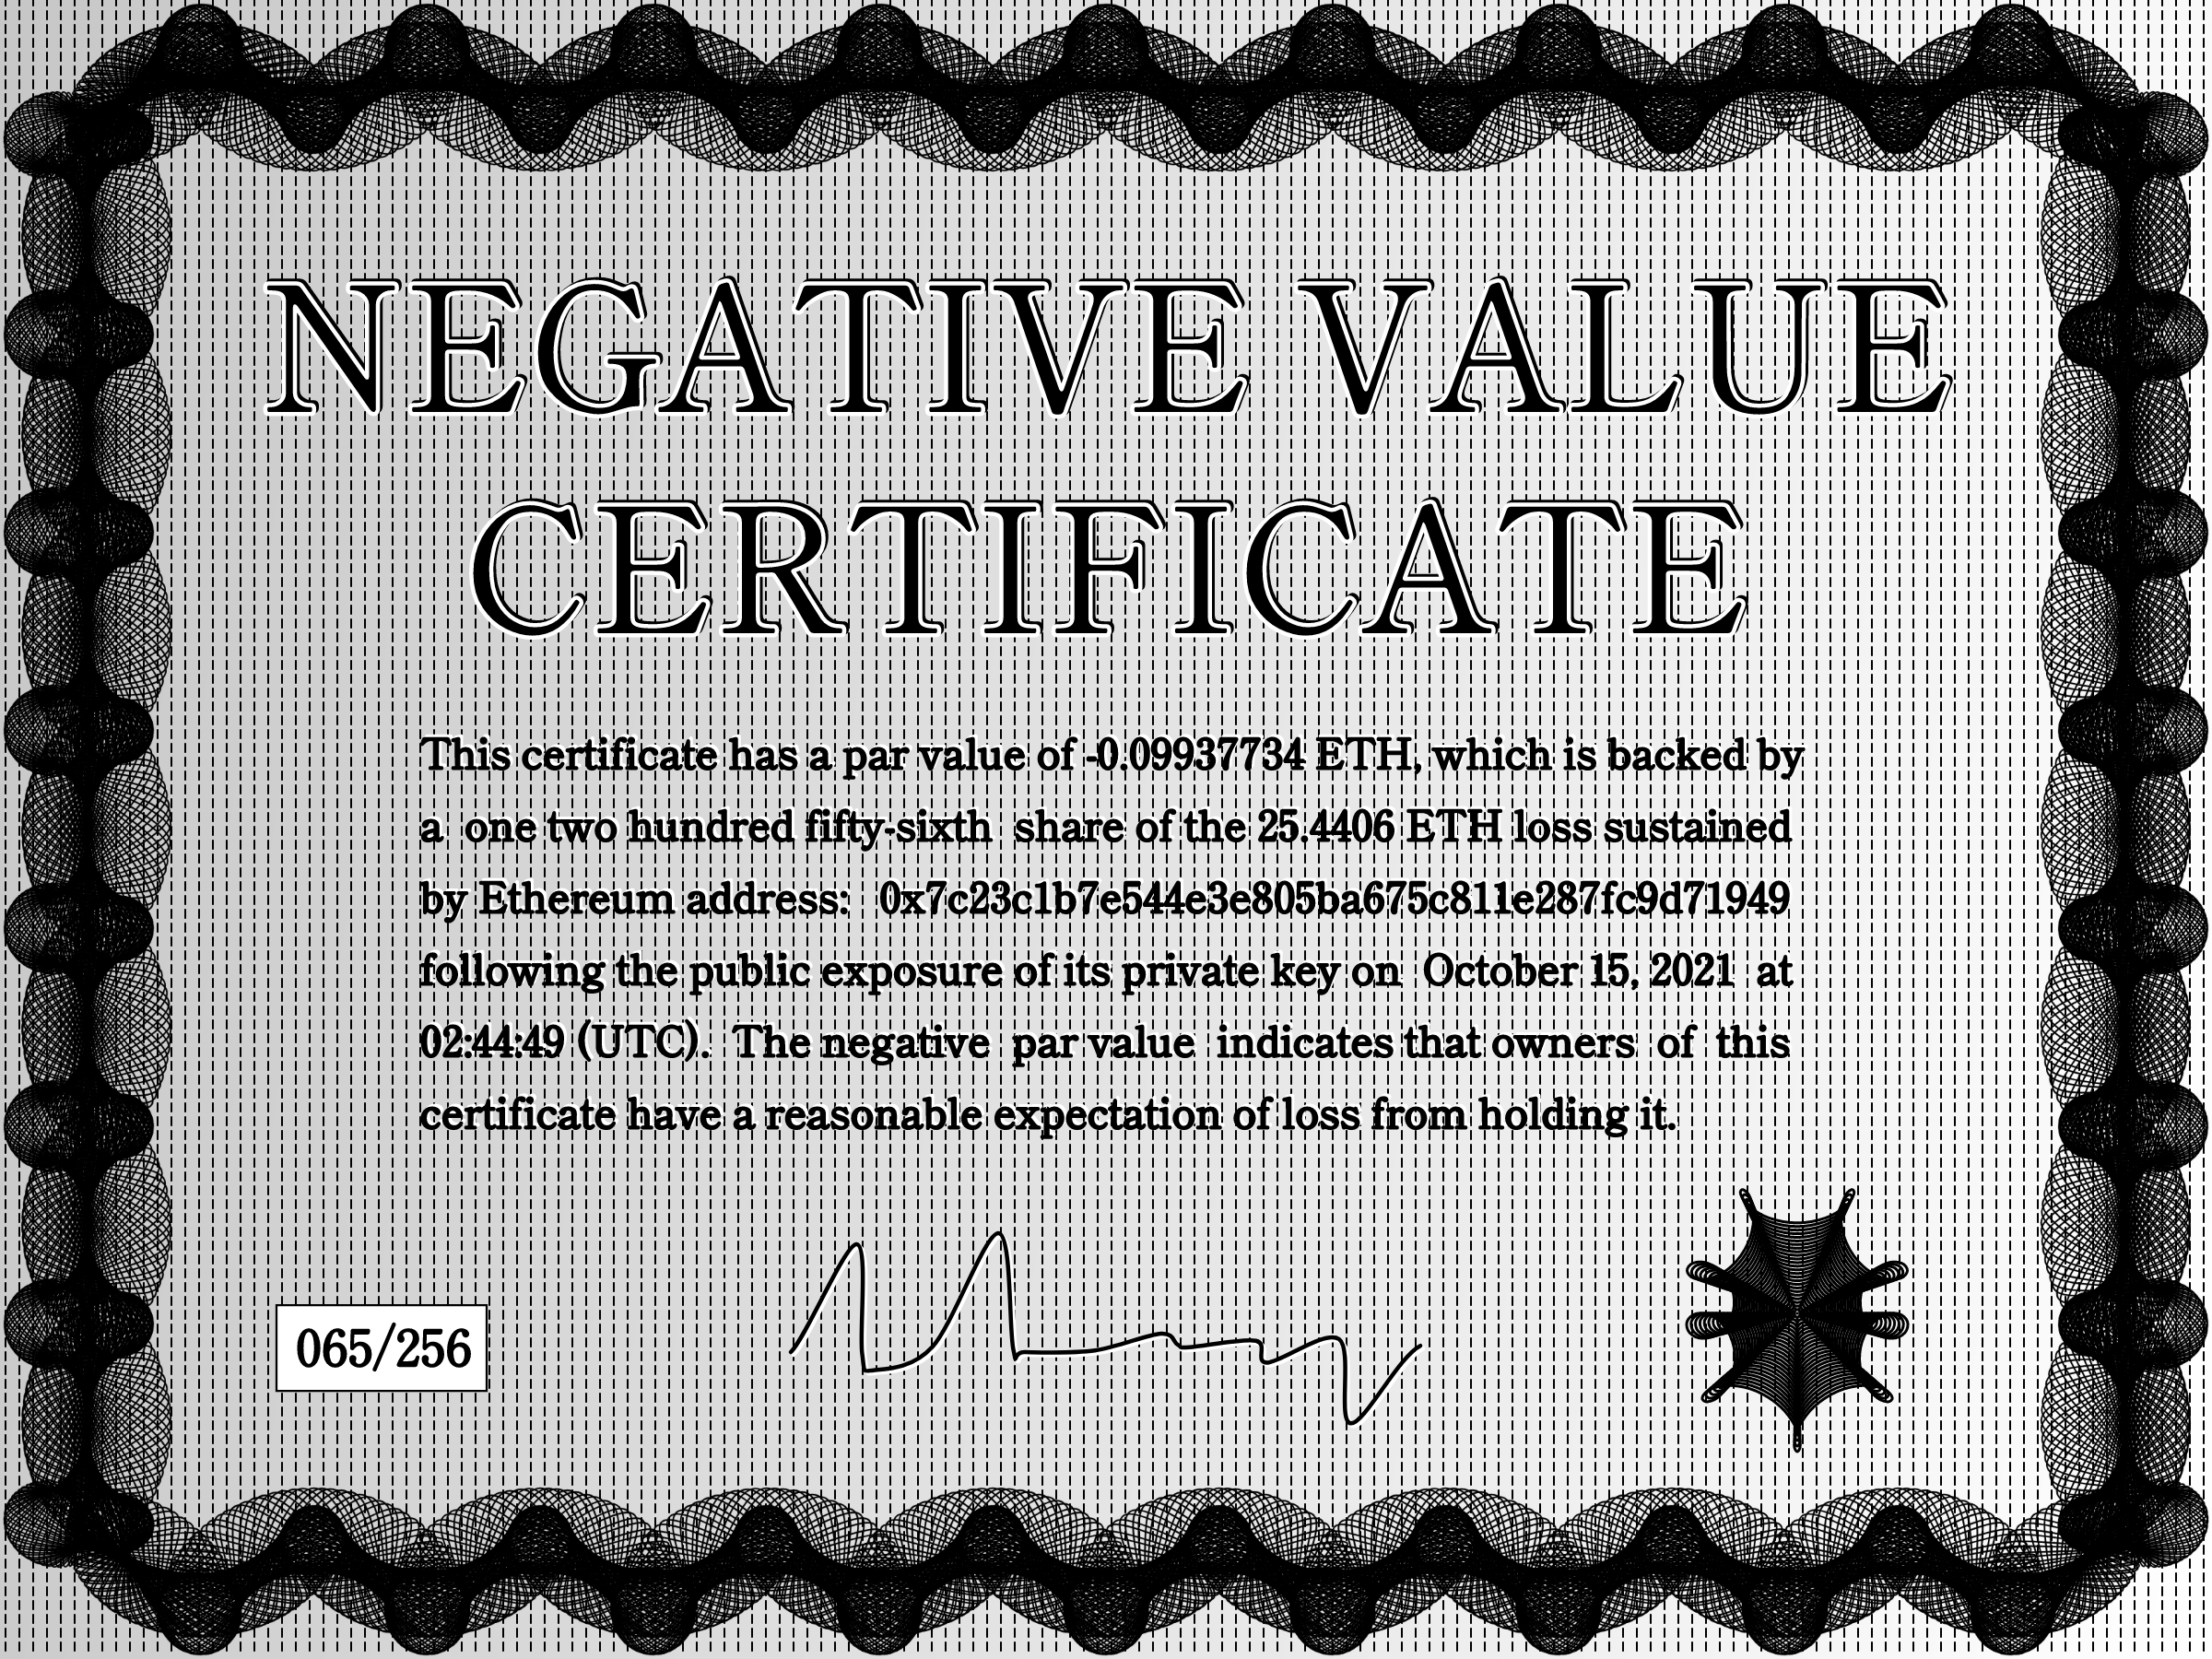 NEGATIVE VALUE
CERTIFICATE
This certificate has a par value of -0.09937734 ETH, which is backed by
a one two hundred fifty-sixth share of the 25.4406 ETH loss sustained
by Ethereum address: 0x7c23c1b7e544e3e805ba675c811e287fc9d71949
following the public exposure of its private key on October 15, 2021 at
02:44:49 (UTC). The negative par value indicates that owners of this
certificate have a reasonable expectation of loss from holding it.
065/256